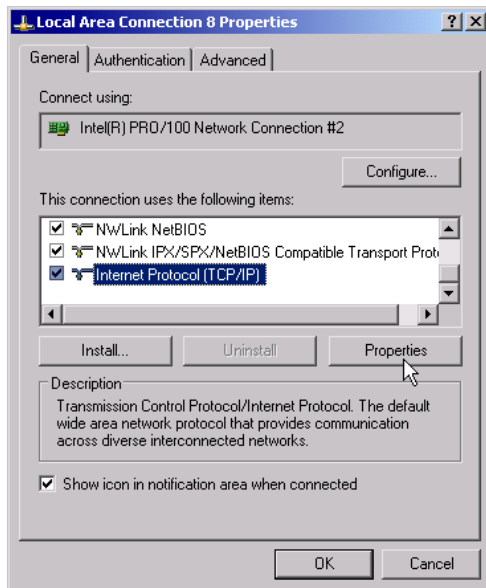 Local Area Connection 8 Properties
General
Authentication
Advanced
Connect using:
Intel(R) PRO/100 Network Connection #2
Configure...
This connection uses the following items:
NWLink NetBIOS
NWLink IPX/SPX/NetBIOS Compatible Transport Proto
Internet Protocol (TCP/IP)
Install...
Uninstall
Properties
Description
Transmission Control Protocol/Internet Protocol. The default
wide area network protocol that provides communication
across diverse interconnected networks.
Show icon in notification area when connected
OK
Cancel